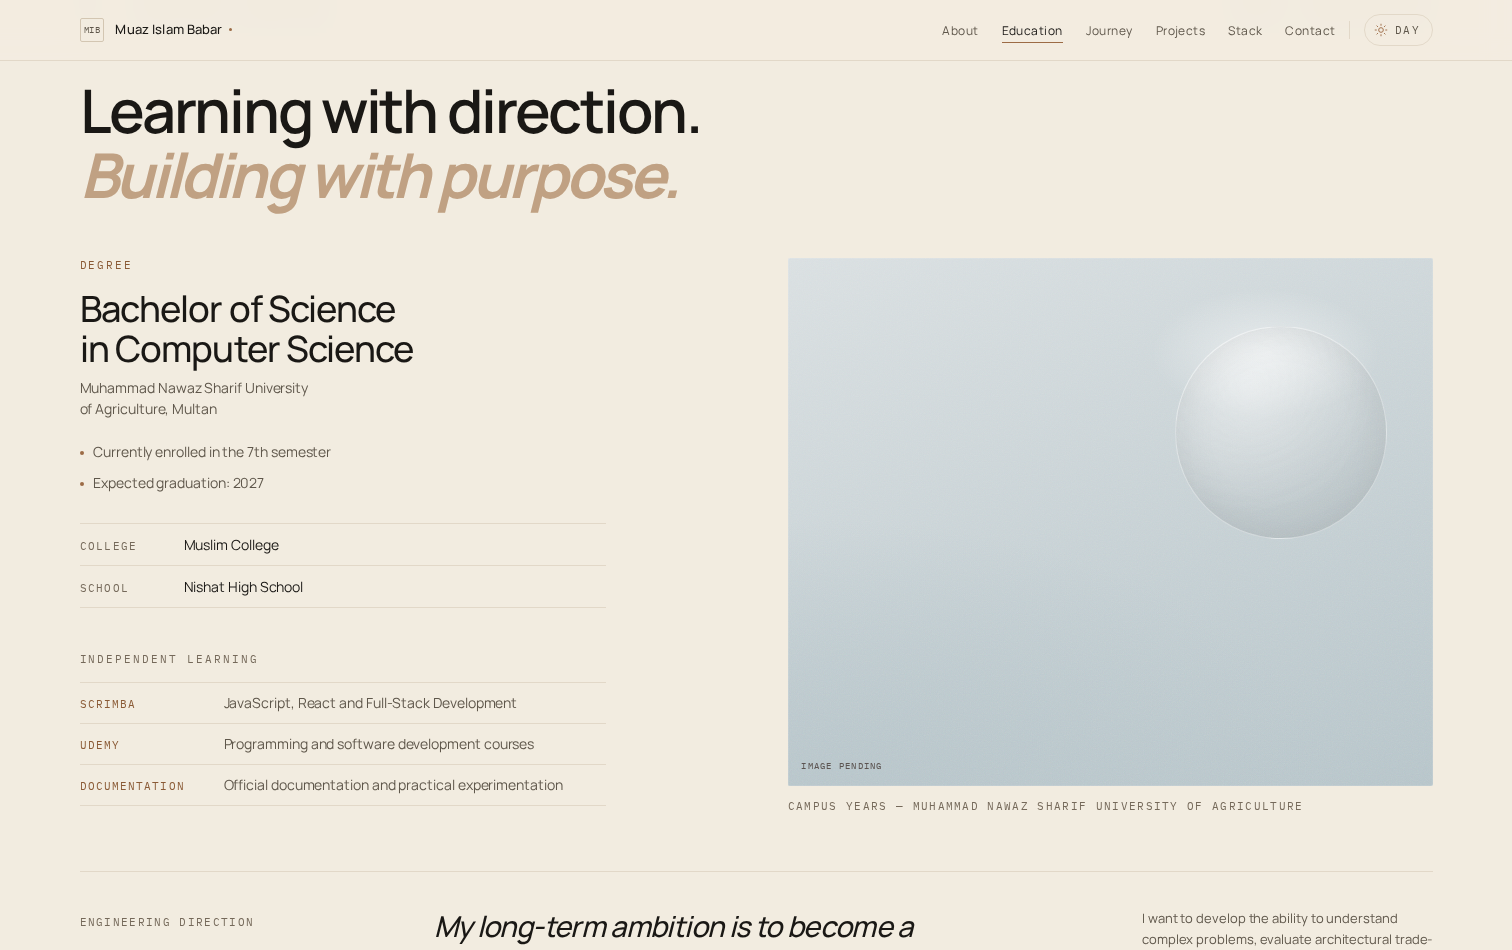 MIB
Muaz Islam Babar
About
Education
Journey
Projects
Stack
Contact
DAY
Learning with direction.
Building with purpose.
DEGREE
Bachelor of Science
in Computer Science
Muhammad Nawaz Sharif University
of Agriculture, Multan
Currently enrolled in the 7th semester
Expected graduation: 2027
COLLEGE Muslim College
SCHOOL Nishat High School
INDEPENDENT LEARNING
SCRIMBA JavaScript, React and Full-Stack Development
UDEMY Programming and software development courses
DOCUMENTATION Official documentation and practical experimentation
IMAGE PENDING
CAMPUS YEARS — MUHAMMAD NAWAZ SHARIF UNIVERSITY OF AGRICULTURE
ENGINEERING DIRECTION
My long-term ambition is to become a
I want to develop the ability to understand
complex problems, evaluate architectural trade-